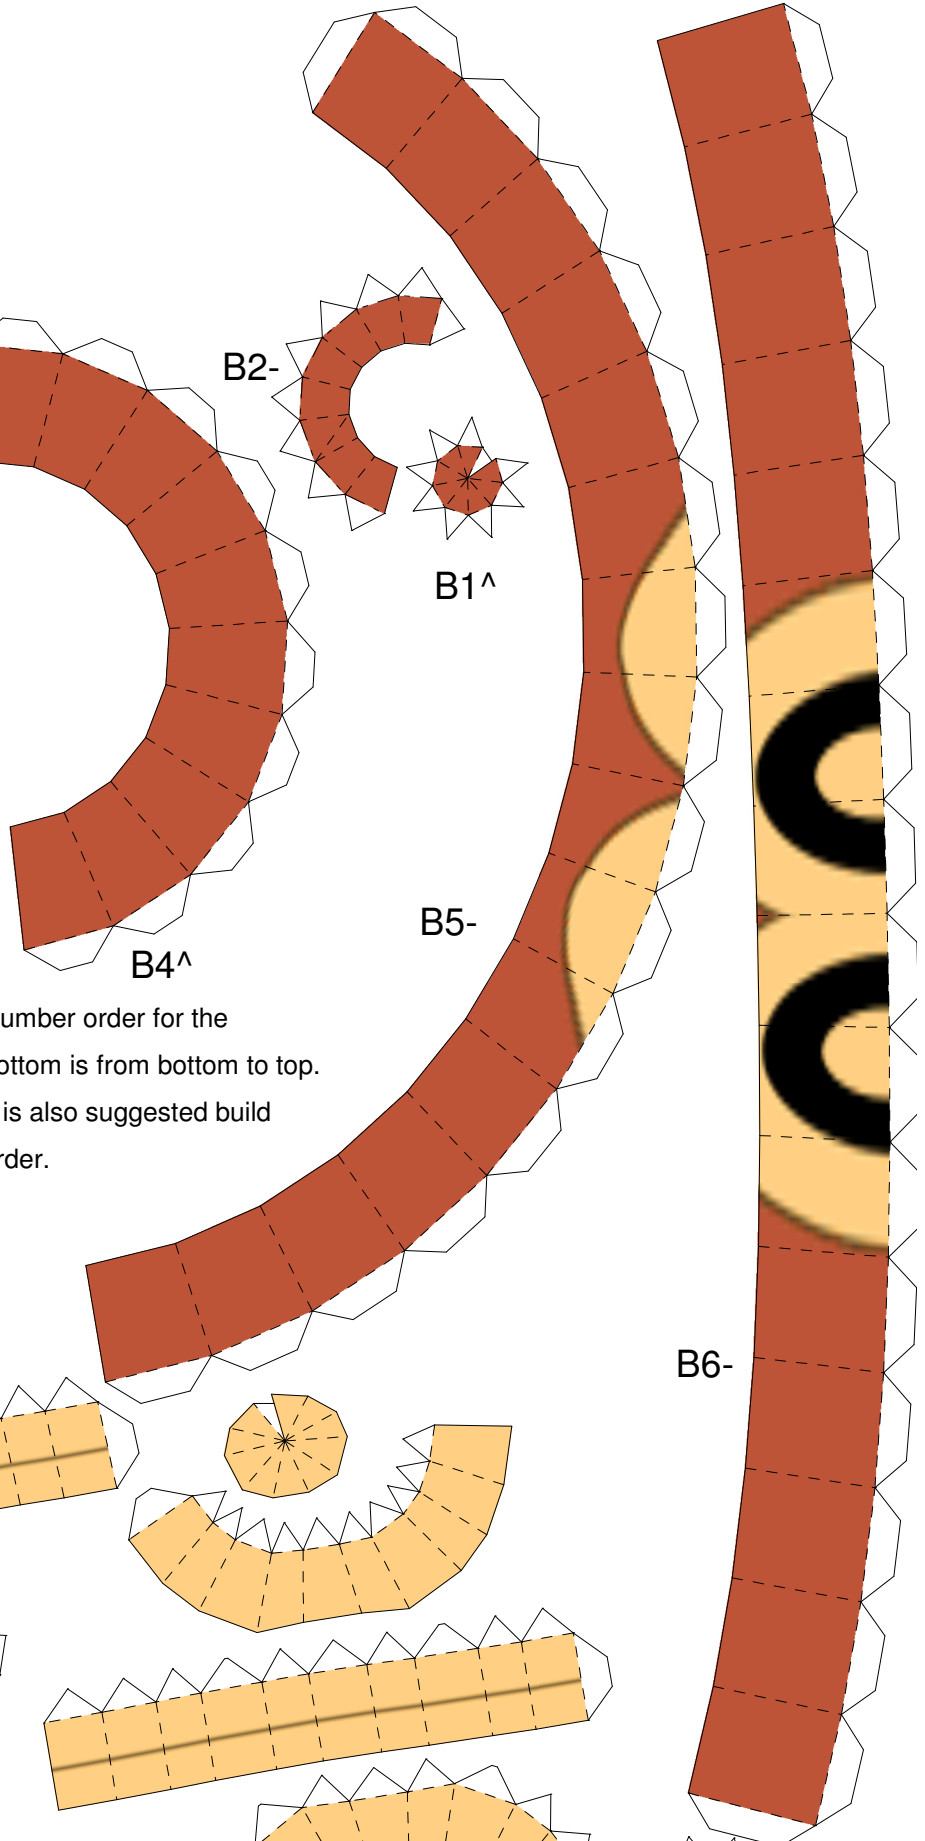 B2-
B1^
B5-
B4^
umber order for the
ottom is from bottom to top.
is also suggested build
rder.
B6-